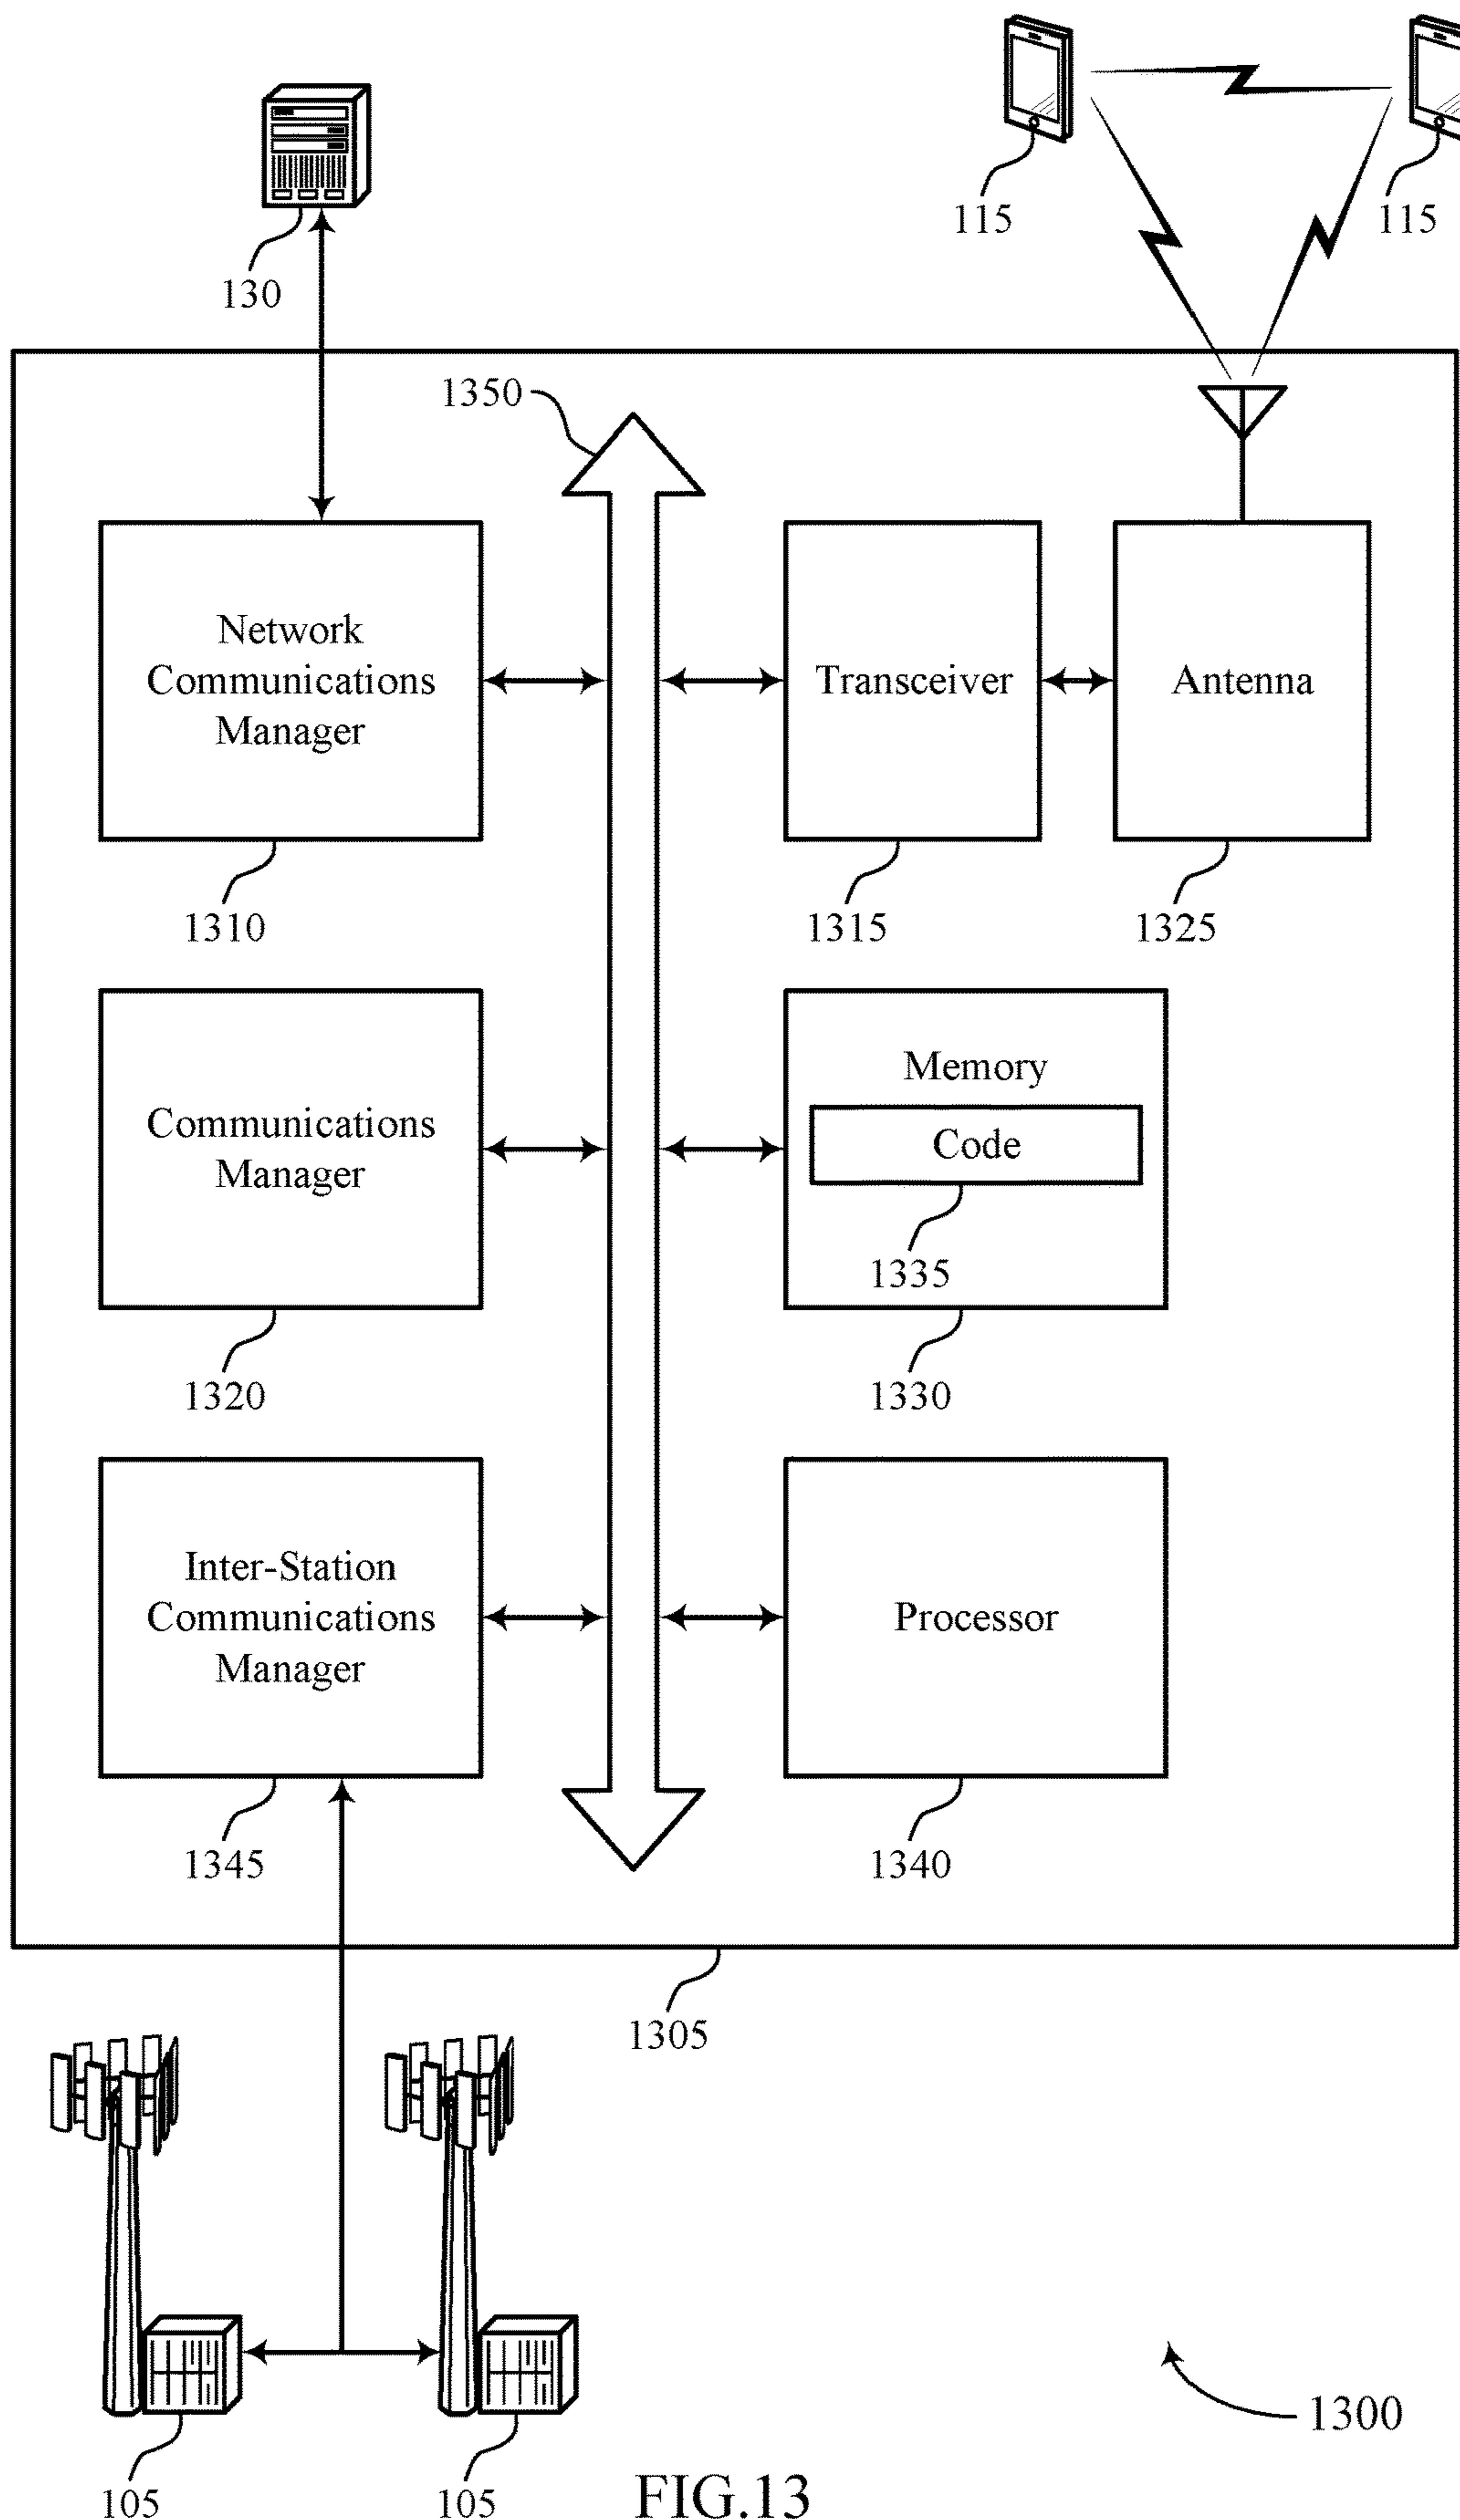 115
115
130
1350
Network
Communications
Manager
Transceiver
Antenna
1310
1315
1325
Communications
Manager
Memory
Code
1335
1320
1330
Inter-Station
Communications
Manager
Processor
1345
1340
1305
1300
105
105
FIG.13